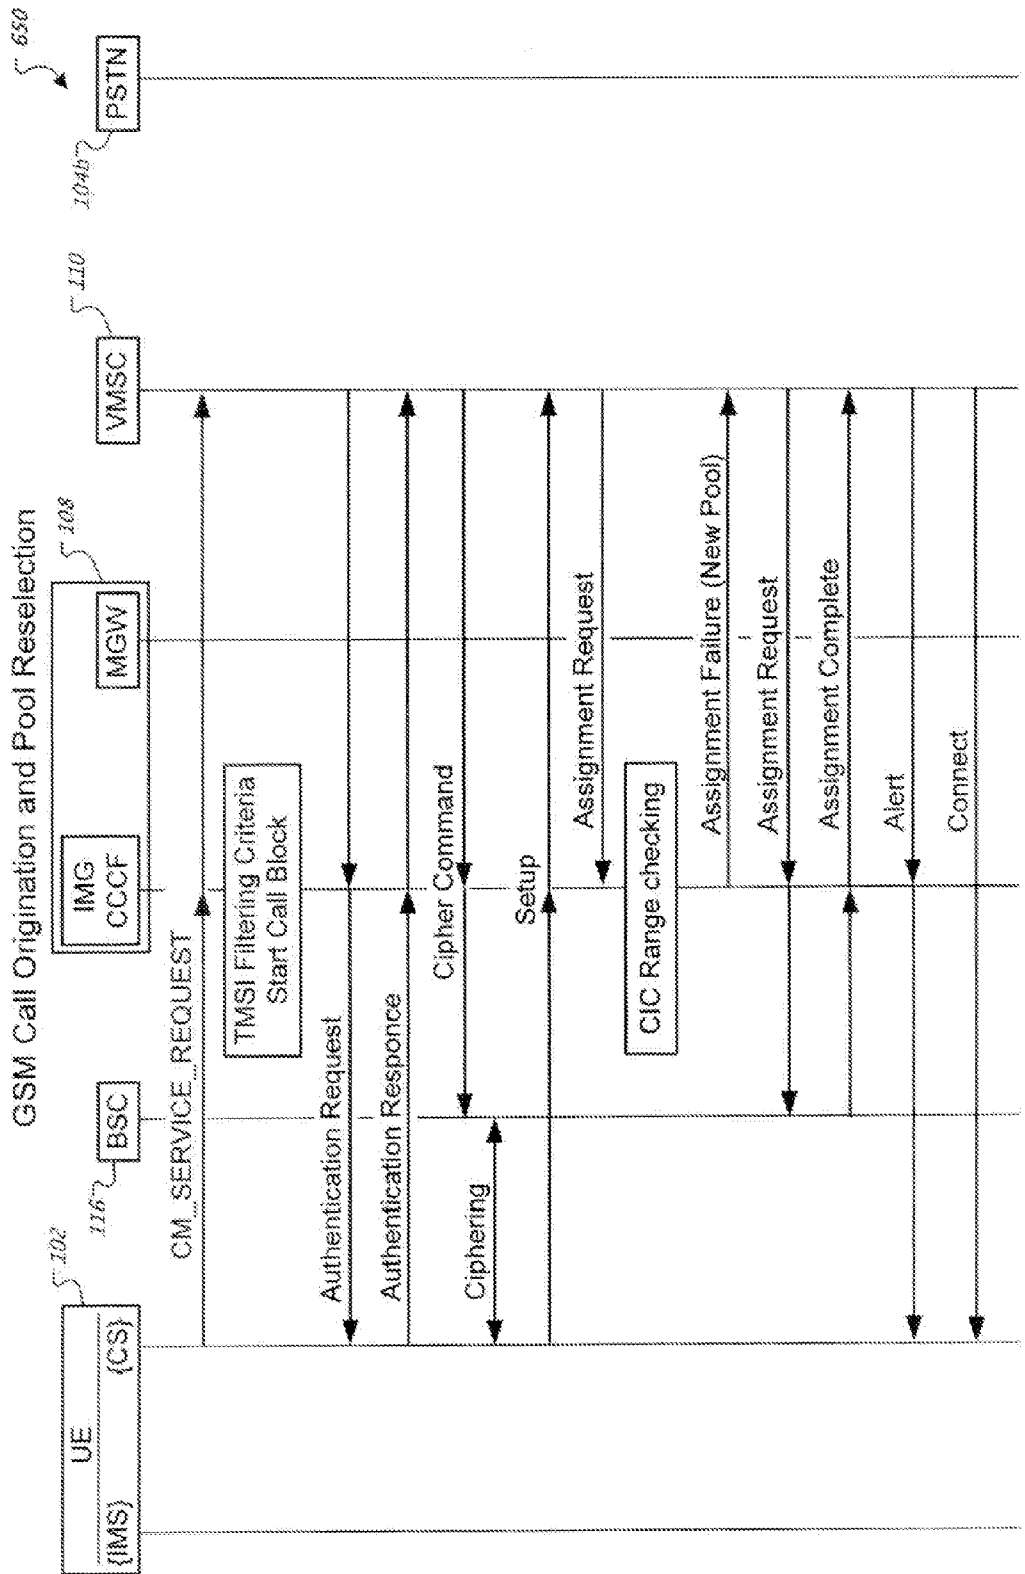 GSM Call Origination and Pool Reselection
650
UE
{IMS} {CS}
102
BSC
116
IMG
CCCF
MGW
108
VMSC
110
PSTN
104b
CM_SERVICE_REQUEST
TMSI Filtering Criteria
Start Call Block
Authentication Request
Authentication Responce
Cipher Command
Ciphering
Setup
Assignment Request
CIC Range checking
Assignment Failure (New Pool)
Assignment Request
Assignment Complete
Alert
Connect